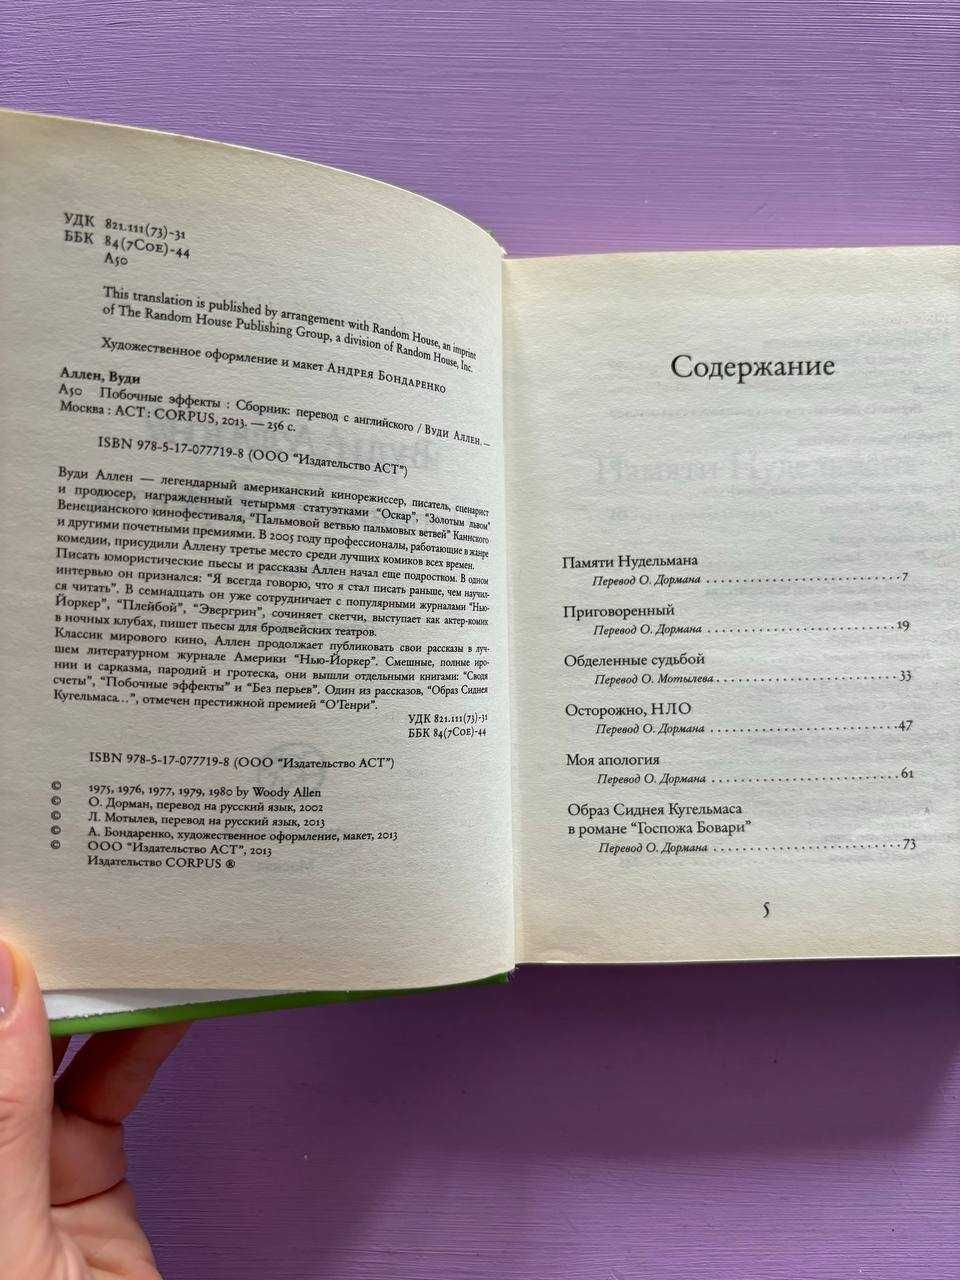 УДК 821.111(73)-31
ББК 84(7Сое)-44
А50
This translation is published by arrangement with Random House, an imprint
of The Random House Publishing Group, a division of Random House, Inc.
Художественное оформление и макет Андрея Бондаренко
Аллен, Вуди
А50 Побочные эффекты : Сборник: перевод с английского / Вуди Аллен. —
Москва : АСТ : CORPUS, 2013. — 256 с.
ISBN 978-5-17-077719-8 (ООО “Издательство АСТ”)
Вуди Аллен — легендарный американский кинорежиссер, писатель, сценарист
и продюсер, награжденный четырьмя статуэтками “Оскар”, “Золотым львом”
Венецианского кинофестиваля, “Пальмовой ветвью пальмовых ветвей” Каннского
и другими почетными премиями. В 2005 году профессионалы, работающие в жанре
комедии, присудили Аллену третье место среди лучших комиков всех времен.
Писать юмористические пьесы и рассказы Аллен начал еще подростком. В одном
интервью он признался: “Я всегда говорю, что я стал писать раньше, чем научил-
ся читать”. В семнадцать он уже сотрудничает с популярными журналами “Нью-
Йоркер”, “Плейбой”, “Эвергрин”, сочиняет скетчи, выступает как актер-комик
в ночных клубах, пишет пьесы для бродвейских театров.
Классик мирового кино, Аллен продолжает публиковать свои рассказы в луч-
шем литературном журнале Америки “Нью-Йоркер”. Смешные, полные иро-
нии и сарказма, пародий и гротеска, они вышли отдельными книгами: “Сводя
счеты”, “Побочные эффекты” и “Без перьев”. Один из рассказов, “Образ Сиднея
Кугельмаса...”, отмечен престижной премией “О’Генри”.
УДК 821.111(73)-31
ББК 84(7Сое)-44
ISBN 978-5-17-077719-8 (ООО “Издательство АСТ”)
© 1975, 1976, 1977, 1979, 1980 by Woody Allen
© О. Дорман, перевод на русский язык, 2002
© Л. Мотылев, перевод на русский язык, 2013
© А. Бондаренко, художественное оформление, макет, 2013
© ООО “Издательство АСТ”, 2013
Издательство CORPUS ®
Содержание
Памяти Нудельмана
Перевод О. Дормана . . . . . . . . . . . . . . . . . . . . . . . . 7
Приговоренный
Перевод О. Дормана . . . . . . . . . . . . . . . . . . . . . . . . 19
Обделенные судьбой
Перевод О. Мотылева . . . . . . . . . . . . . . . . . . . . . . . 33
Осторожно, НЛО
Перевод О. Дормана . . . . . . . . . . . . . . . . . . . . . . . . 47
Моя апология
Перевод О. Дормана . . . . . . . . . . . . . . . . . . . . . . . . 61
Образ Сиднея Кугельмаса
в романе “Госпожа Бовари”
Перевод О. Дормана . . . . . . . . . . . . . . . . . . . . . . . . 73
5